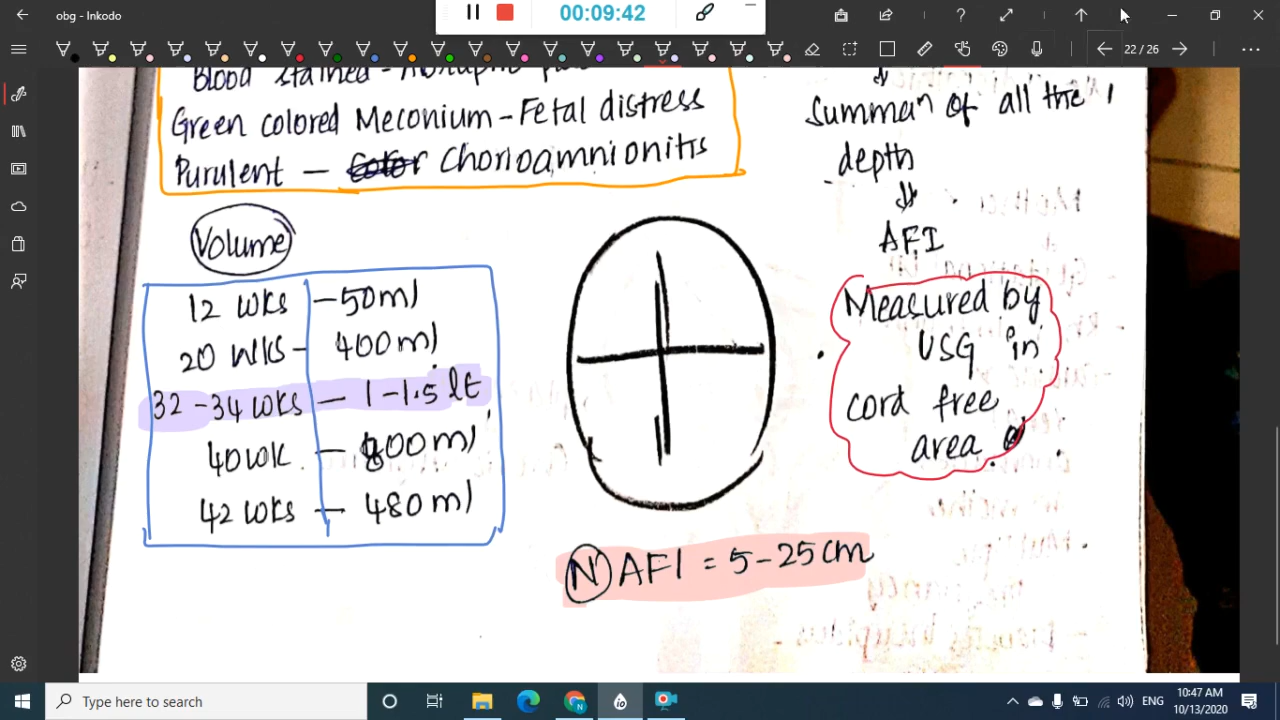 obg - Inkodo
00:09:42
22 / 26
Blood stained -
Green colored Meconium - Fetal distress
Purulent - Chorioamnionitis
Summan of all the
depth
AFI
Volume
12 wks - 50ml
20 wks - 400ml
32 - 34 wks - 1 - 1.5 lt
40 wk - 800ml
42 wks - 480ml
Measured by
USG in
cord free
area
N AFI = 5 - 25 cm
Type here to search
ENG
10:47 AM
10/13/2020